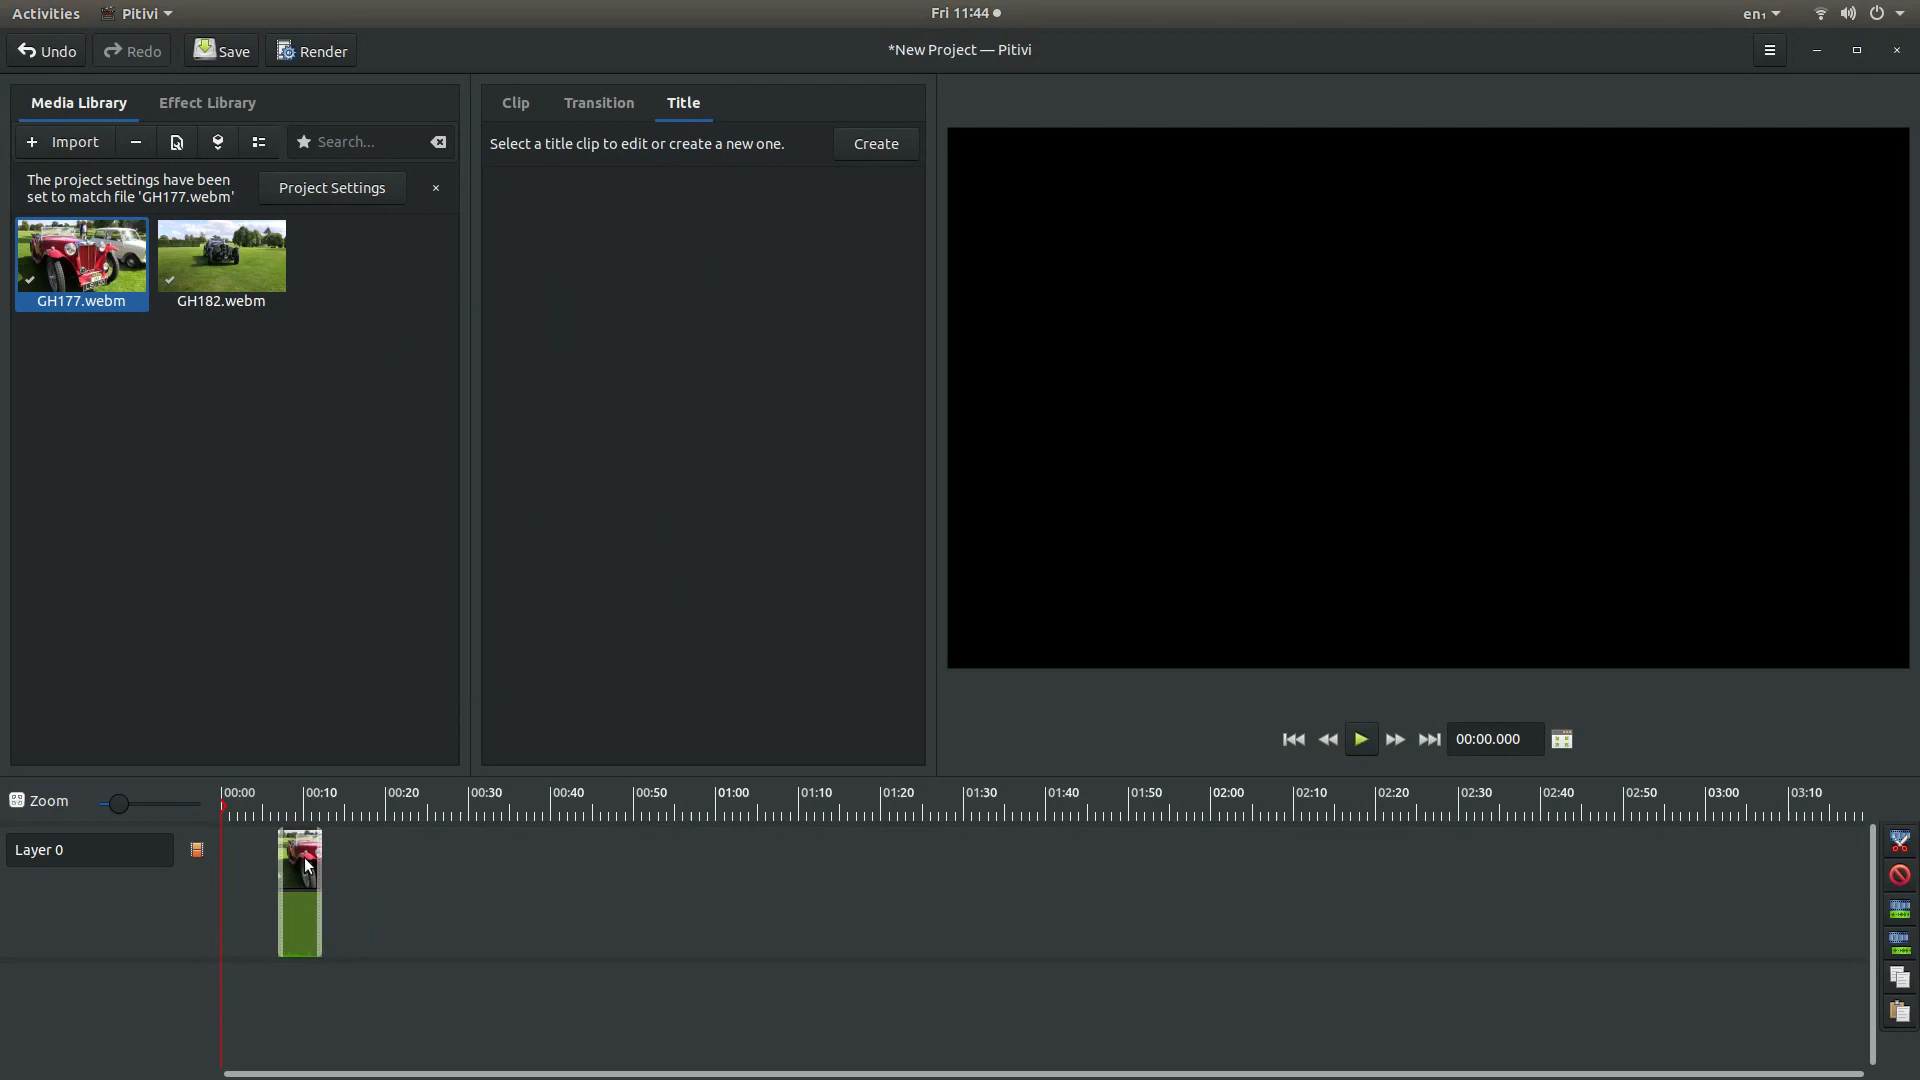 Activities
Pitivi
Fri 11:44
en₁
Undo
Redo
Save
Render
*New Project — Pitivi
Media Library
Effect Library
Clip
Transition
Title
+ Import
Search...
Select a title clip to edit or create a new one.
Create
The project settings have been
set to match file 'GH177.webm'
Project Settings
GH177.webm
GH182.webm
00:00.000
Zoom
00:00
00:10
00:20
00:30
00:40
00:50
01:00
01:10
01:20
01:30
01:40
01:50
02:00
02:10
02:20
02:30
02:40
02:50
03:00
03:10
Layer 0